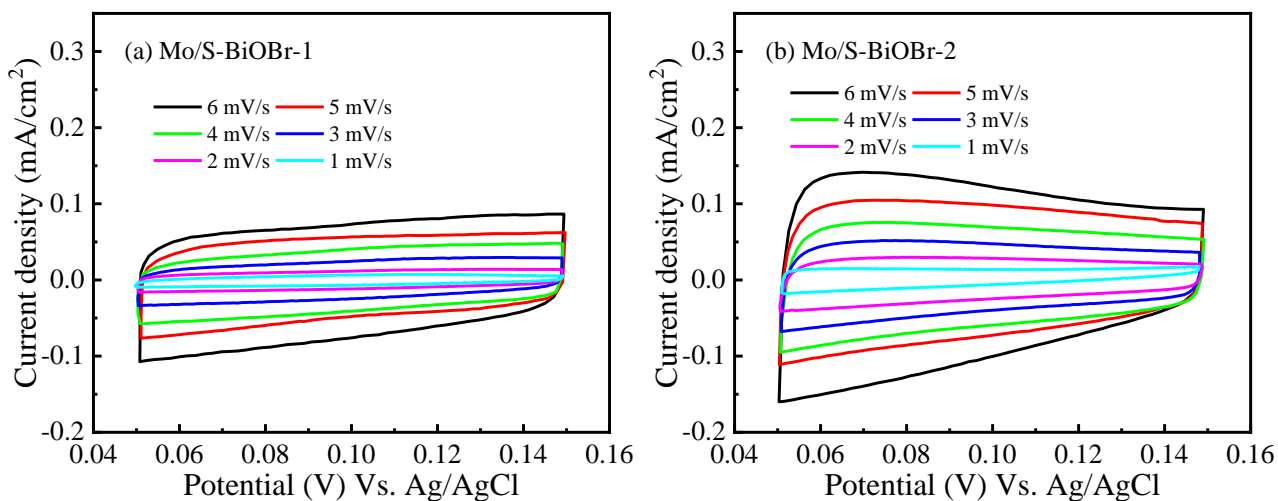 (a) Mo/S-BiOBr-1
6 mV/s 5 mV/s
4 mV/s 3 mV/s
2 mV/s 1 mV/s
Current density (mA/cm²)
0.3
0.2
0.1
0.0
-0.1
-0.2
0.04 0.06 0.08 0.10 0.12 0.14 0.16
Potential (V) Vs. Ag/AgCl
(b) Mo/S-BiOBr-2
6 mV/s 5 mV/s
4 mV/s 3 mV/s
2 mV/s 1 mV/s
Current density (mA/cm²)
0.3
0.2
0.1
0.0
-0.1
-0.2
0.04 0.06 0.08 0.10 0.12 0.14 0.16
Potential (V) Vs. Ag/AgCl